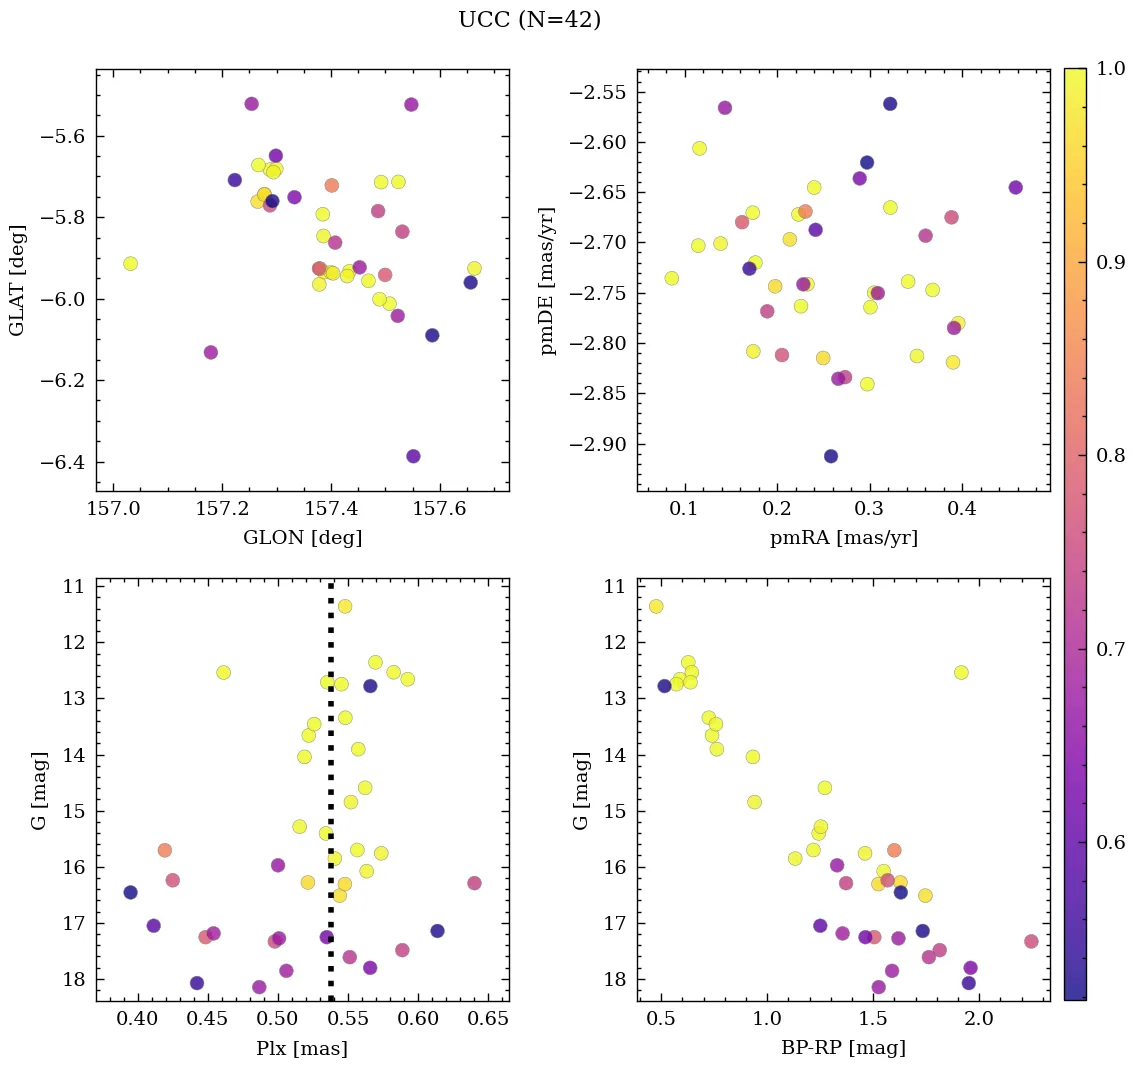 UCC (N=42)
−5.6
−5.8
−6.0
−6.2
−6.4
GLAT [deg]
157.0 157.2 157.4 157.6
GLON [deg]
−2.55
−2.60
−2.65
−2.70
−2.75
−2.80
−2.85
−2.90
pmDE [mas/yr]
0.1 0.2 0.3 0.4
pmRA [mas/yr]
11
12
13
14
15
16
17
18
G [mag]
0.40 0.45 0.50 0.55 0.60 0.65
Plx [mas]
11
12
13
14
15
16
17
18
G [mag]
0.5 1.0 1.5 2.0
BP-RP [mag]
1.0
0.9
0.8
0.7
0.6